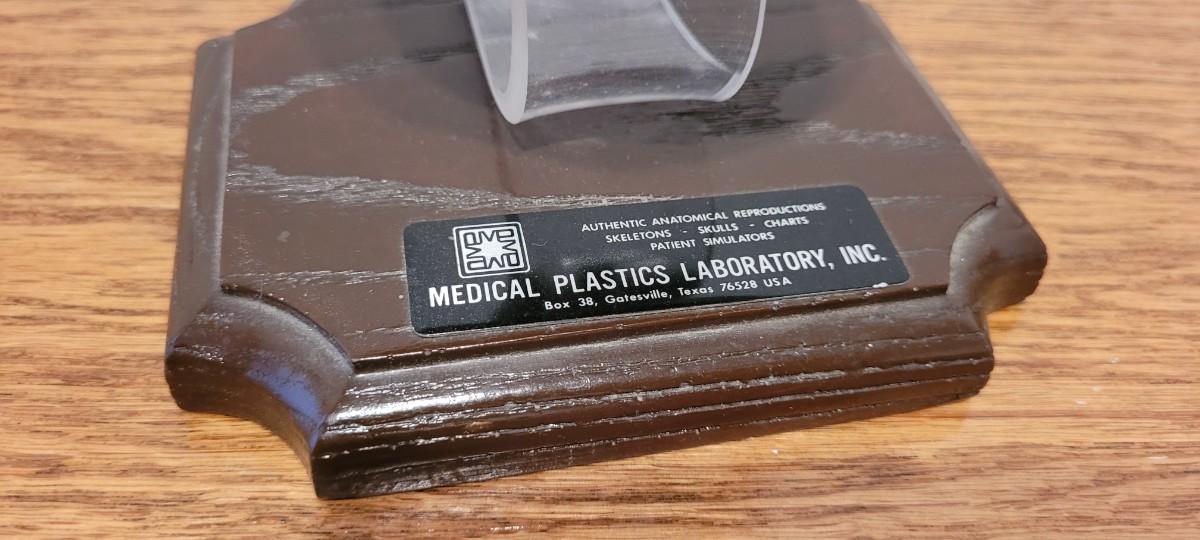 AUTHENTIC ANATOMICAL REPRODUCTIONS
SKELETONS - SKULLS - CHARTS
PATIENT SIMULATORS
MEDICAL PLASTICS LABORATORY, INC.
Box 38, Gatesville, Texas 76528 USA